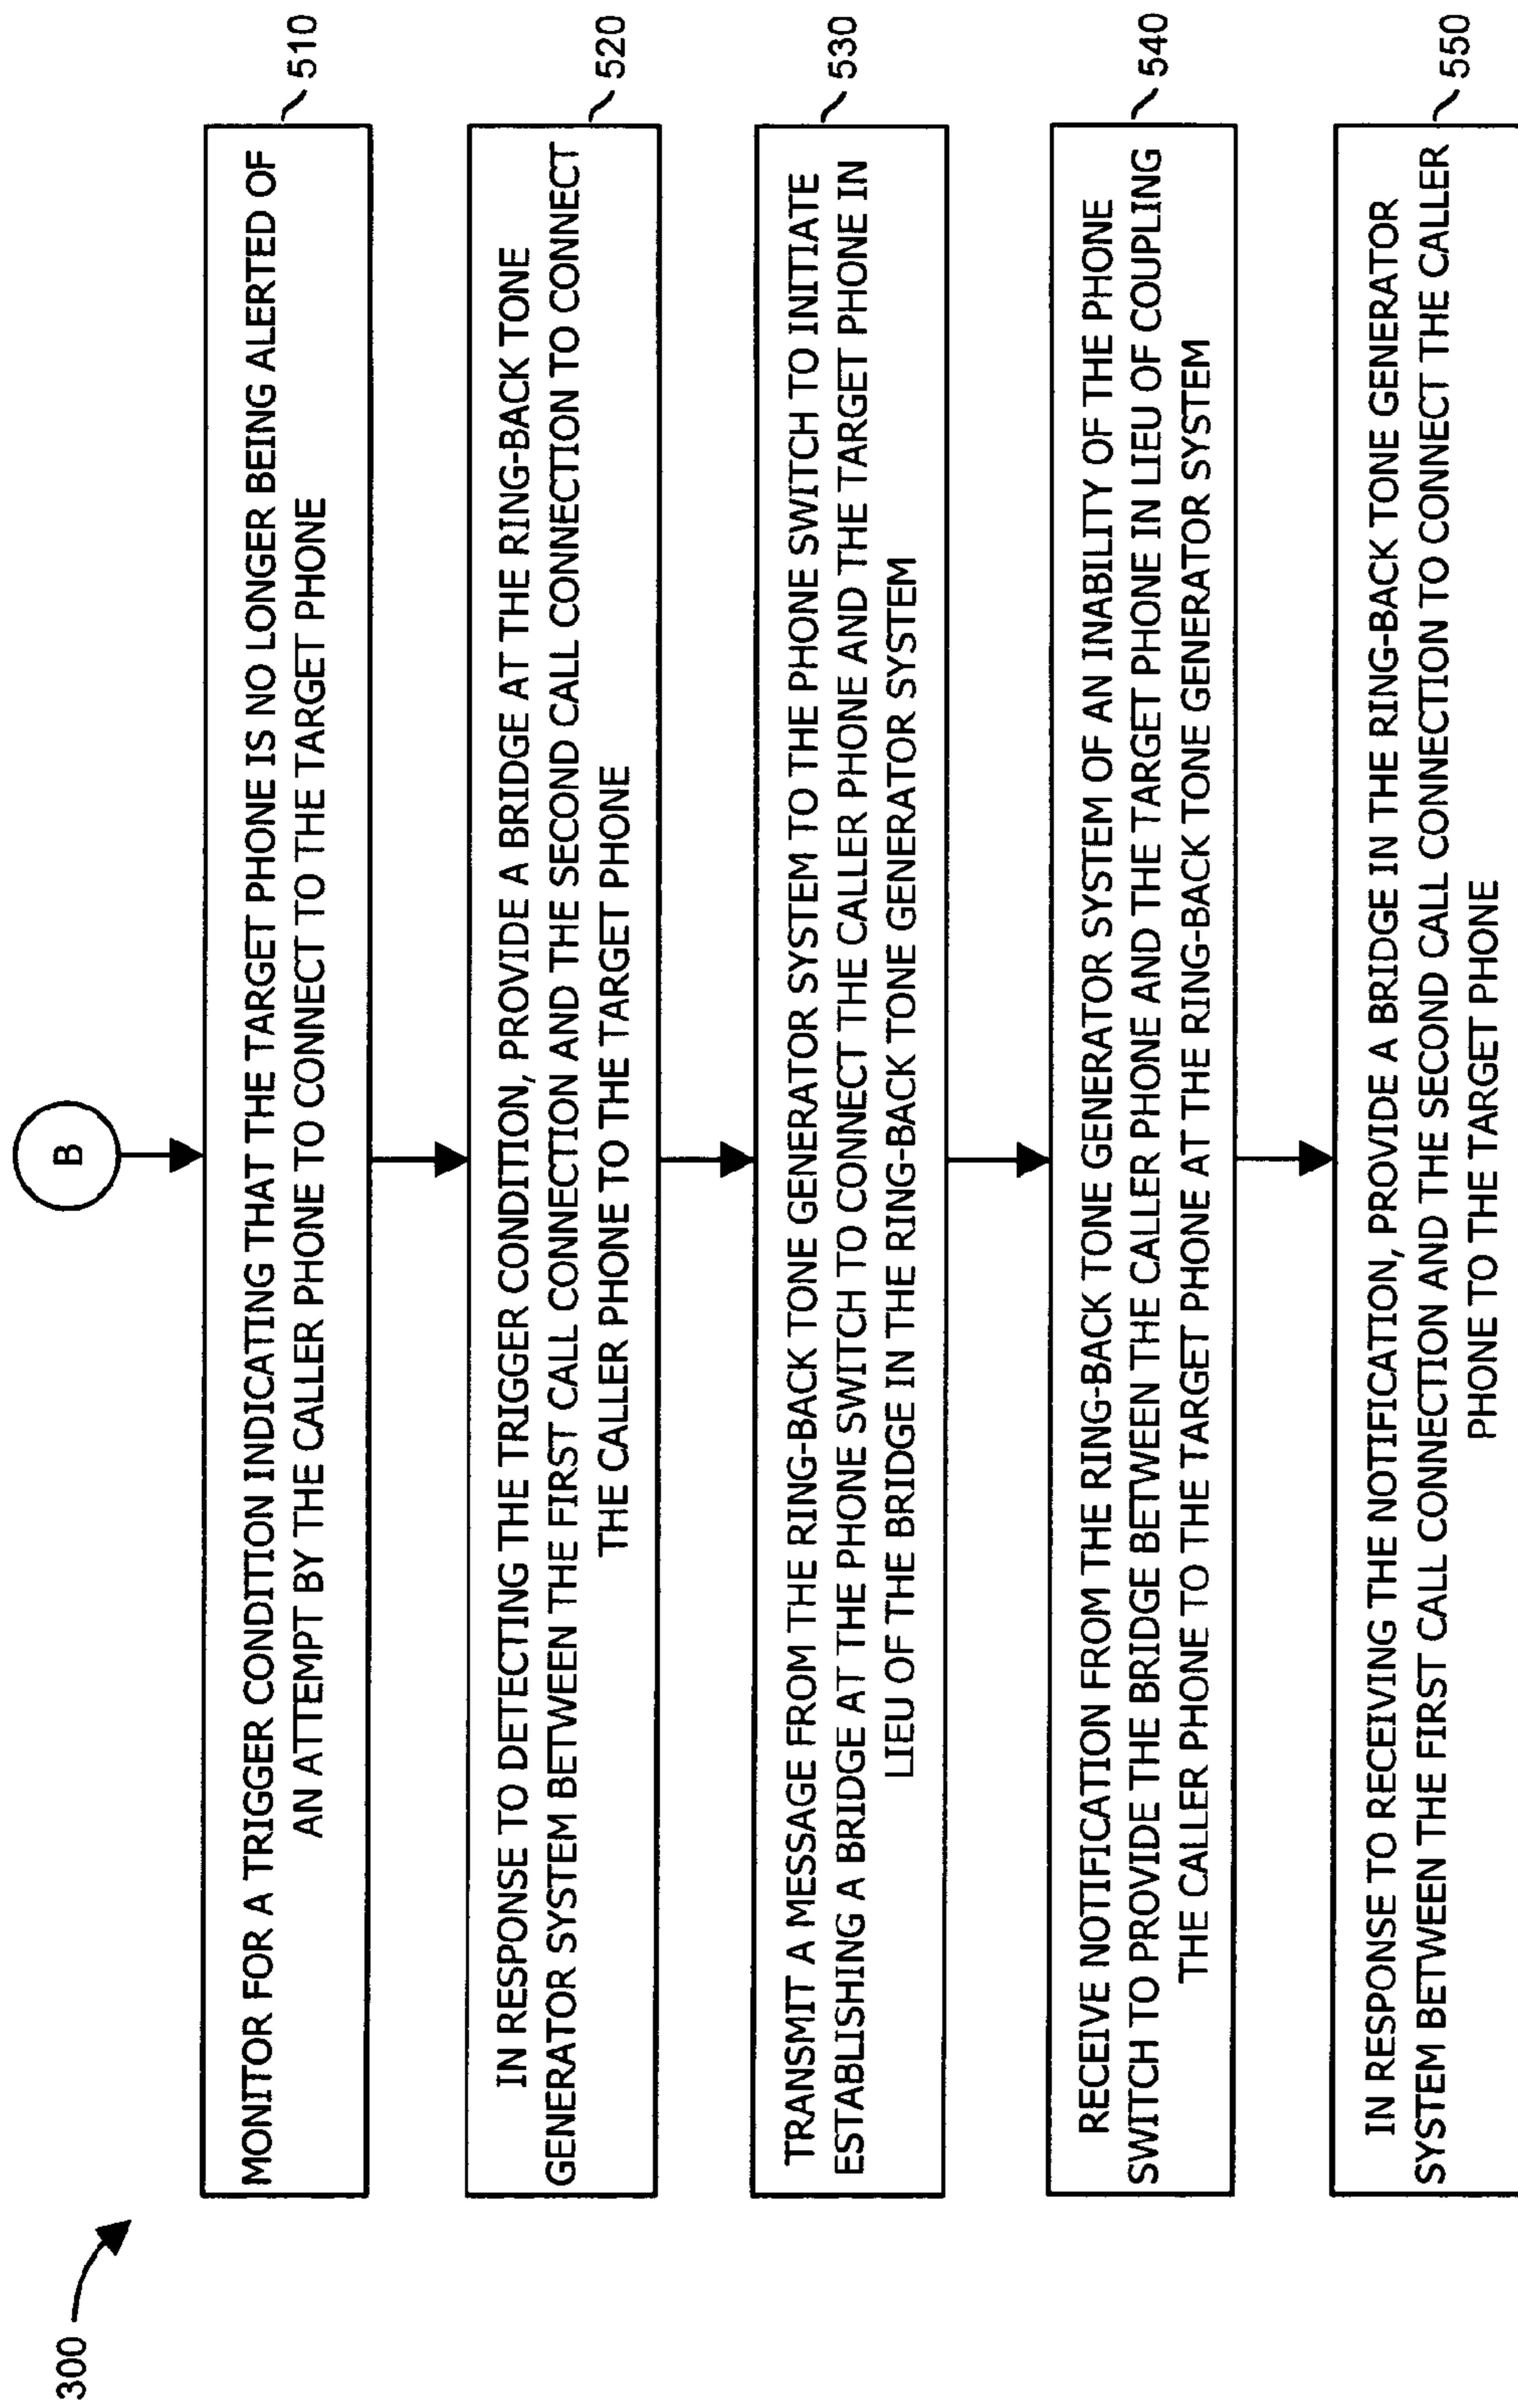 300
B
MONITOR FOR A TRIGGER CONDITION INDICATING THAT THE TARGET PHONE IS NO LONGER BEING ALERTED OF
AN ATTEMPT BY THE CALLER PHONE TO CONNECT TO THE TARGET PHONE
510
IN RESPONSE TO DETECTING THE TRIGGER CONDITION, PROVIDE A BRIDGE AT THE RING-BACK TONE
GENERATOR SYSTEM BETWEEN THE FIRST CALL CONNECTION AND THE SECOND CALL CONNECTION TO CONNECT
THE CALLER PHONE TO THE TARGET PHONE
520
TRANSMIT A MESSAGE FROM THE RING-BACK TONE GENERATOR SYSTEM TO THE PHONE SWITCH TO INITIATE
ESTABLISHING A BRIDGE AT THE PHONE SWITCH TO CONNECT THE CALLER PHONE AND THE TARGET PHONE IN
LIEU OF THE BRIDGE IN THE RING-BACK TONE GENERATOR SYSTEM
530
RECEIVE NOTIFICATION FROM THE RING-BACK TONE GENERATOR SYSTEM OF AN INABILITY OF THE PHONE
SWITCH TO PROVIDE THE BRIDGE BETWEEN THE CALLER PHONE AND THE TARGET PHONE IN LIEU OF COUPLING
THE CALLER PHONE TO THE TARGET PHONE AT THE RING-BACK TONE GENERATOR SYSTEM
540
IN RESPONSE TO RECEIVING THE NOTIFICATION, PROVIDE A BRIDGE IN THE RING-BACK TONE GENERATOR
SYSTEM BETWEEN THE FIRST CALL CONNECTION AND THE SECOND CALL CONNECTION TO CONNECT THE CALLER
PHONE TO THE TARGET PHONE
550